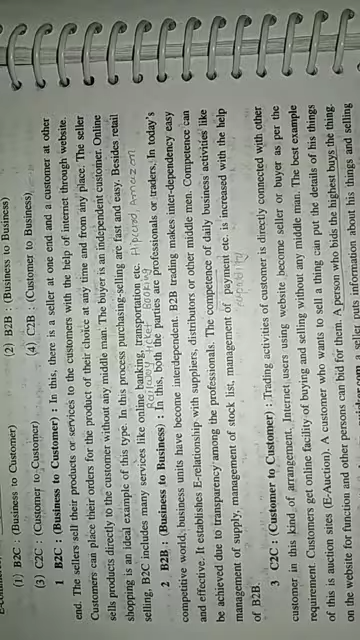 (1) B2C : (Business to Customer) (2) B2B : (Business to Business)
(3) C2C : (Customer to Customer) (4) C2B : (Customer to Business)
1 B2C : (Business to Customer) : In this, there is a seller at one end and a customer at other
end. The sellers sell their products or services to the customers with the help of internet through website.
Customers can place their orders for the product of their choice at any time and from any place. The seller
sells products directly to the customer without any middle man. The buyer is an independent customer. Online
shopping is an ideal example of this type. In this process purchasing-selling are fast and easy. Besides retail
selling, B2C includes many services like online banking, transportation etc. Amazon
Railway ticket Booking
2 B2B : (Business to Business) : In this, both the parties are professionals or traders. In today's
competitive world, business units have become interdependent. B2B trading makes inter-dependency easy
and effective. It establishes E-relationship with suppliers, distributors or other middle men. Competence can
be achieved due to transparency among the professionals. The competence of daily business activities like
management of supply, management of stock list, management of payment etc. is increased with the help
of B2B.
3 C2C : (Customer to Customer) : Trading activities of customer is directly connected with other
customer in this kind of arrangement. Internet users using website become seller or buyer as per the
requirement. Customers get online facility of buying and selling without any middle man. The best example
of this is auction sites (E-Auction). A customer who wants to sell a thing can put the details of his things
on the website for function and other persons can bid for them. A person who bids the highest buys the thing.
a seller puts information about his things and selling